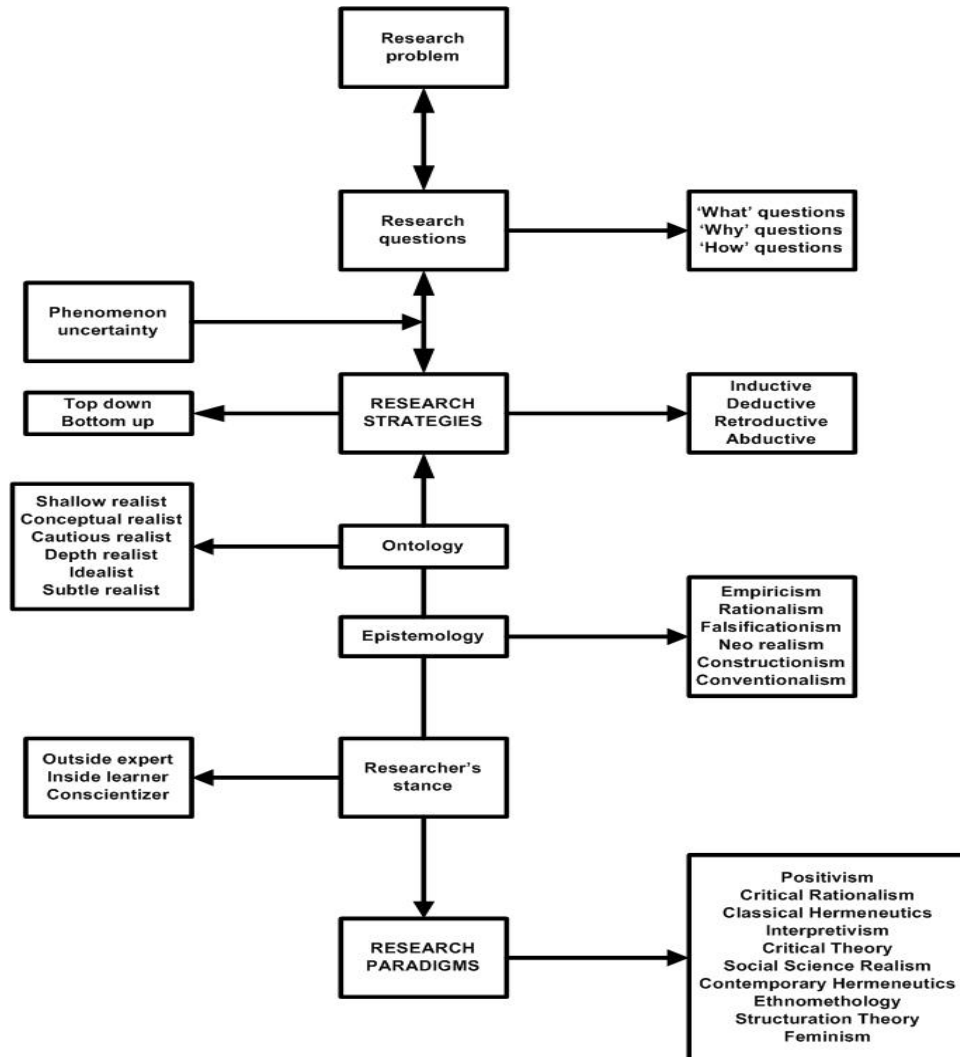 Research
problem
Research
questions
‘What’ questions
‘Why’ questions
‘How’ questions
Phenomenon
uncertainty
RESEARCH
STRATEGIES
Top down
Bottom up
Inductive
Deductive
Retroductive
Abductive
Shallow realist
Conceptual realist
Cautious realist
Depth realist
Idealist
Subtle realist
Ontology
Epistemology
Empiricism
Rationalism
Falsificationism
Neo realism
Constructionism
Conventionalism
Outside expert
Inside learner
Conscientizer
Researcher’s
stance
RESEARCH
PARADIGMS
Positivism
Critical Rationalism
Classical Hermeneutics
Interpretivism
Critical Theory
Social Science Realism
Contemporary Hermeneutics
Ethnomethology
Structuration Theory
Feminism